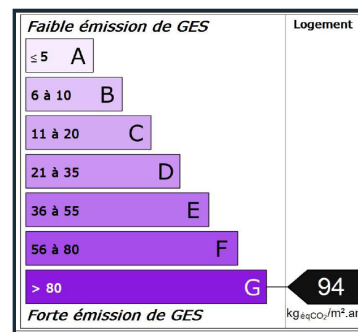 Faible émission de GES
Logement
≤ 5 A
6 à 10 B
11 à 20 C
21 à 35 D
36 à 55 E
56 à 80 F
> 80 G
94
Forte émission de GES
kgéqCO₂/m².an